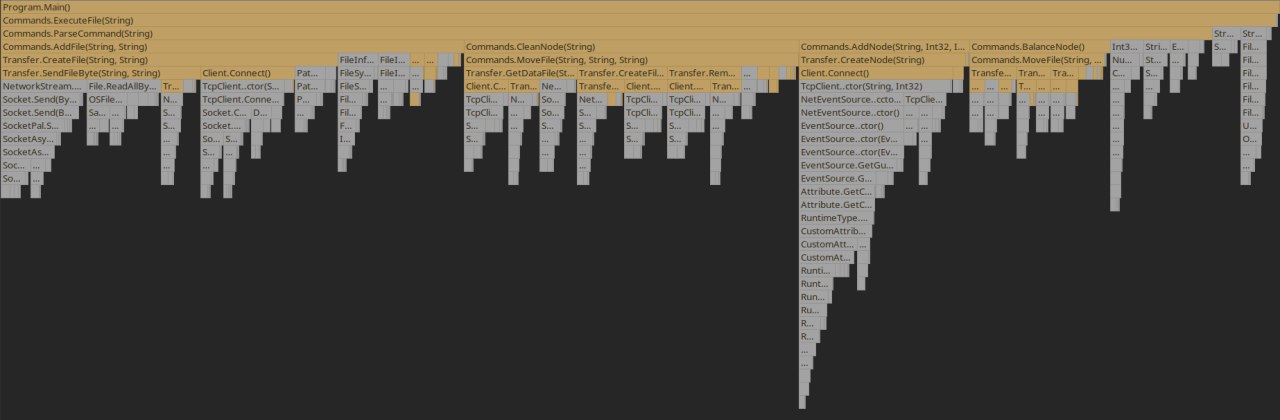 Program.Main()
Commands.ExecuteFile(String)
Commands.ParseCommand(String) Str... Str...
Commands.AddFile(String, String) Commands.CleanNode(String) Commands.AddNode(String, Int32, I... Commands.BalanceNode() Int3... Stri... E... S... Fil...
Transfer.CreateFile(String, String) FileInf... FileI... ... ... Commands.MoveFile(String, String, String) Transfer.CreateNode(String) Commands.MoveFile(String, ... Nu... St... ... Fil...
Transfer.SendFileByte(String, String) Client.Connect() Pat... ... FileSy... FileI... ... Transfer.GetDataFile(St... Transfer.CreateFil... Transfer.Rem... ... Client.Connect() Transfe... Tran... Tra... C... ... ... Fil...
NetworkStream.... File.ReadAllBy... Tr... TcpClient..ctor(S... Pat... ... FileS... ... ... Client.C... Tran... Ne... Transfe... Client.... Client.... Tran... ... TcpClient..ctor(String, Int32) ... ... ... T... ... ... ... ... Fil...
Socket.Send(By... OSFile... N... TcpClient.Conne... P... Fil... ... TcpCli... N... So... Net... TcpCli... TcpCli... N... NetEventSource..ccto... TcpClie... ... ... ... ... ... ... ... Fil...
Socket.Send(B... Sa... ... S... Socket.C... D... ... Fil... TcpCli... ... So... ... TcpCli... TcpCli... ... NetEventSource..ctor() ... ... ... ... ... ... ... ... Fil...
SocketPal.S... ... ... ... Socket.... ... F... S... ... S... ... S... S... ... EventSource..ctor() ... ... ... ... U...
SocketAsy... ... So... S... ... I... S... ... S... ... S... S... ... EventSource..ctor(Ev... ... ... ... O...
SocketAs... ... ... ... ... ... ... ... ... ... ... ... EventSource..ctor(Ev... ... ... ... ...
Soc... ... ... ... ... ... ... ... ... EventSource.GetGu... ... ... ...
So... ... ... ... ... EventSource.G... ...
Attribute.GetC...
Attribute.GetC...
RuntimeType....
CustomAttrib...
CustomAtt... ...
CustomAt... ...
Runti... ...
Runt...
Run...
Ru...
R...
R...
...
...